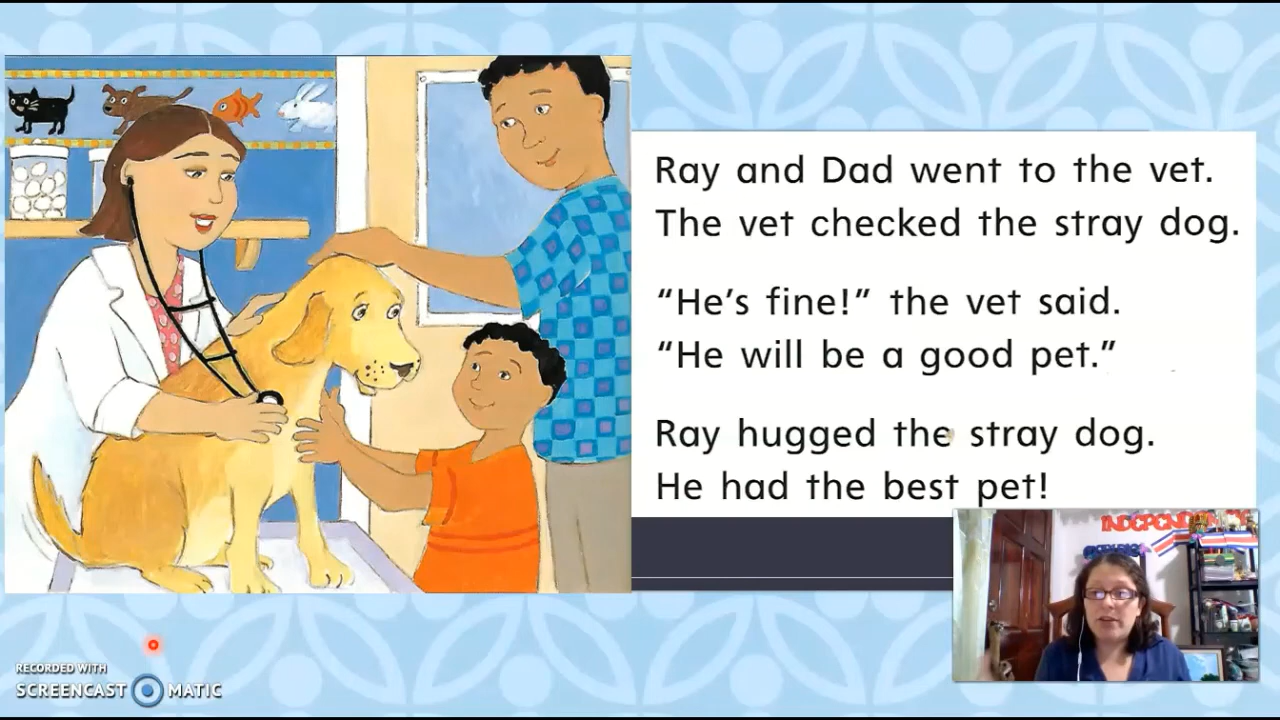 Ray and Dad went to the vet.
The vet checked the stray dog.
“He’s fine!” the vet said.
“He will be a good pet.”
Ray hugged the stray dog.
He had the best pet!
RECORDED WITH
SCREENCAST MATIC